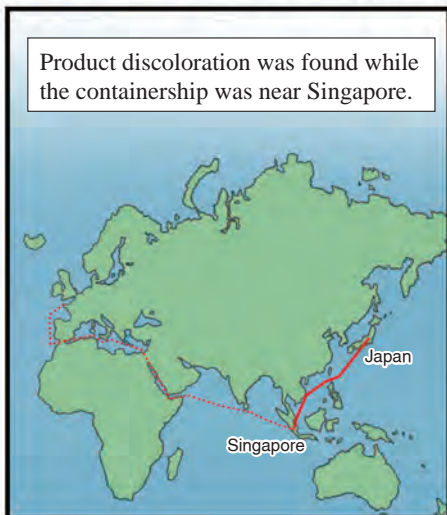 Product discoloration was found while
the containership was near Singapore.
Japan
Singapore